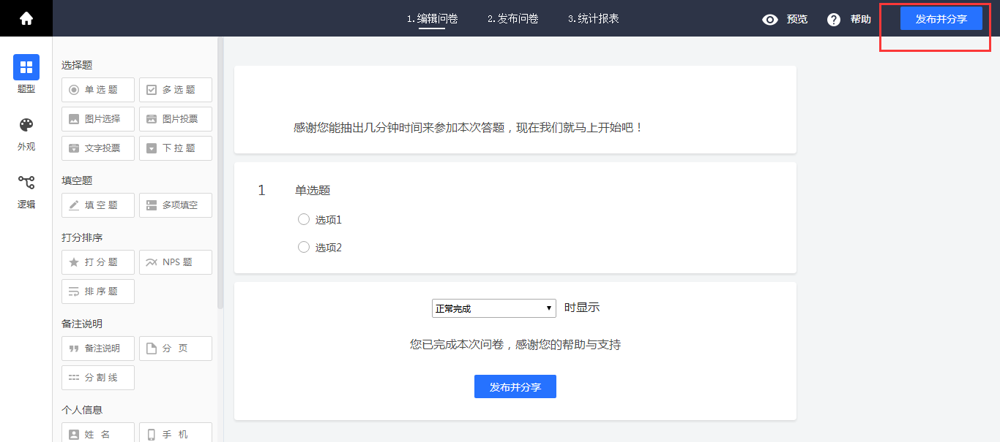 1.编辑问卷 2.发布问卷 3.统计报表 预览 帮助 发布并分享
题型
外观
逻辑
选择题
单选题 多选题
图片选择 图片投票
文字投票 下拉题
填空题
填空题 多项填空
打分排序
打分题 NPS 题
排序题
备注说明
备注说明 分 页
分割线
个人信息
姓 名 手 机
感谢您能抽出几分钟时间来参加本次答题，现在我们就马上开始吧！
1 单选题
选项1
选项2
正常完成 时显示
您已完成本次问卷，感谢您的帮助与支持
发布并分享